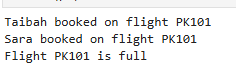 Taibah booked on flight PK101
Sara booked on flight PK101
Flight PK101 is full